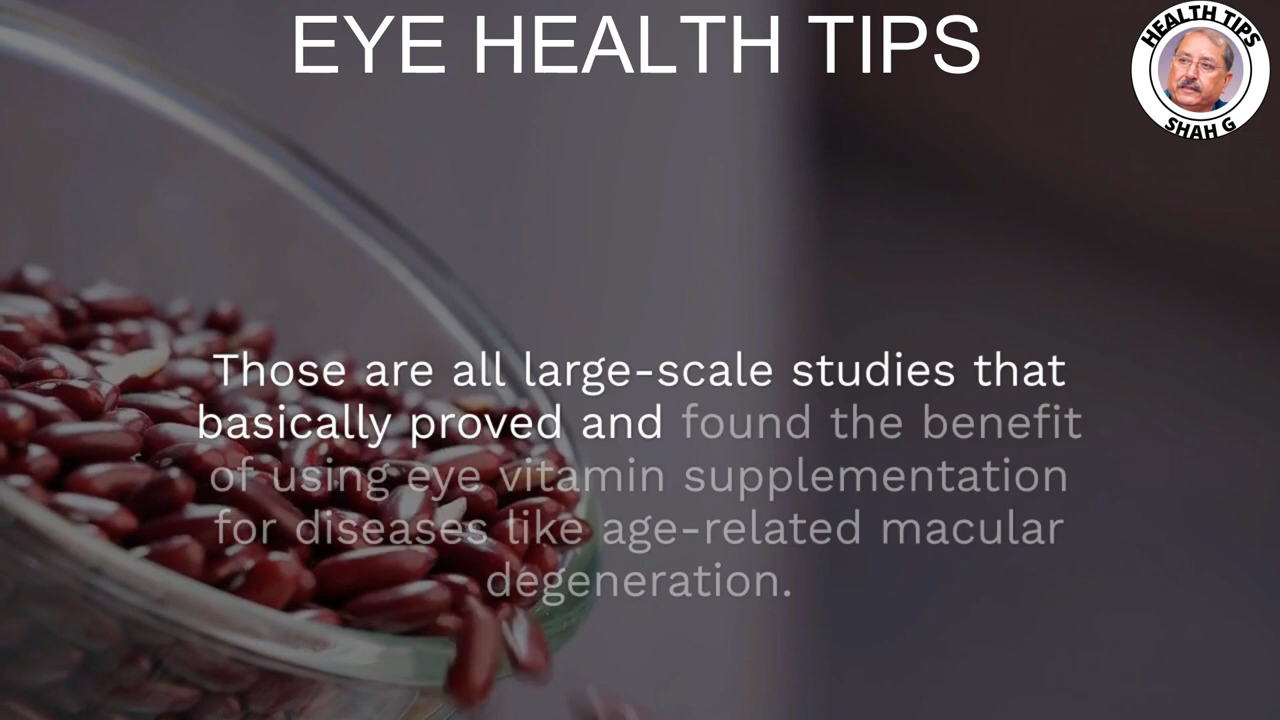 EYE HEALTH TIPS
HEALTH TIPS
SHAH G
Those are all large-scale studies that
basically proved and found the benefit
of using eye vitamin supplementation
for diseases like age-related macular
degeneration.